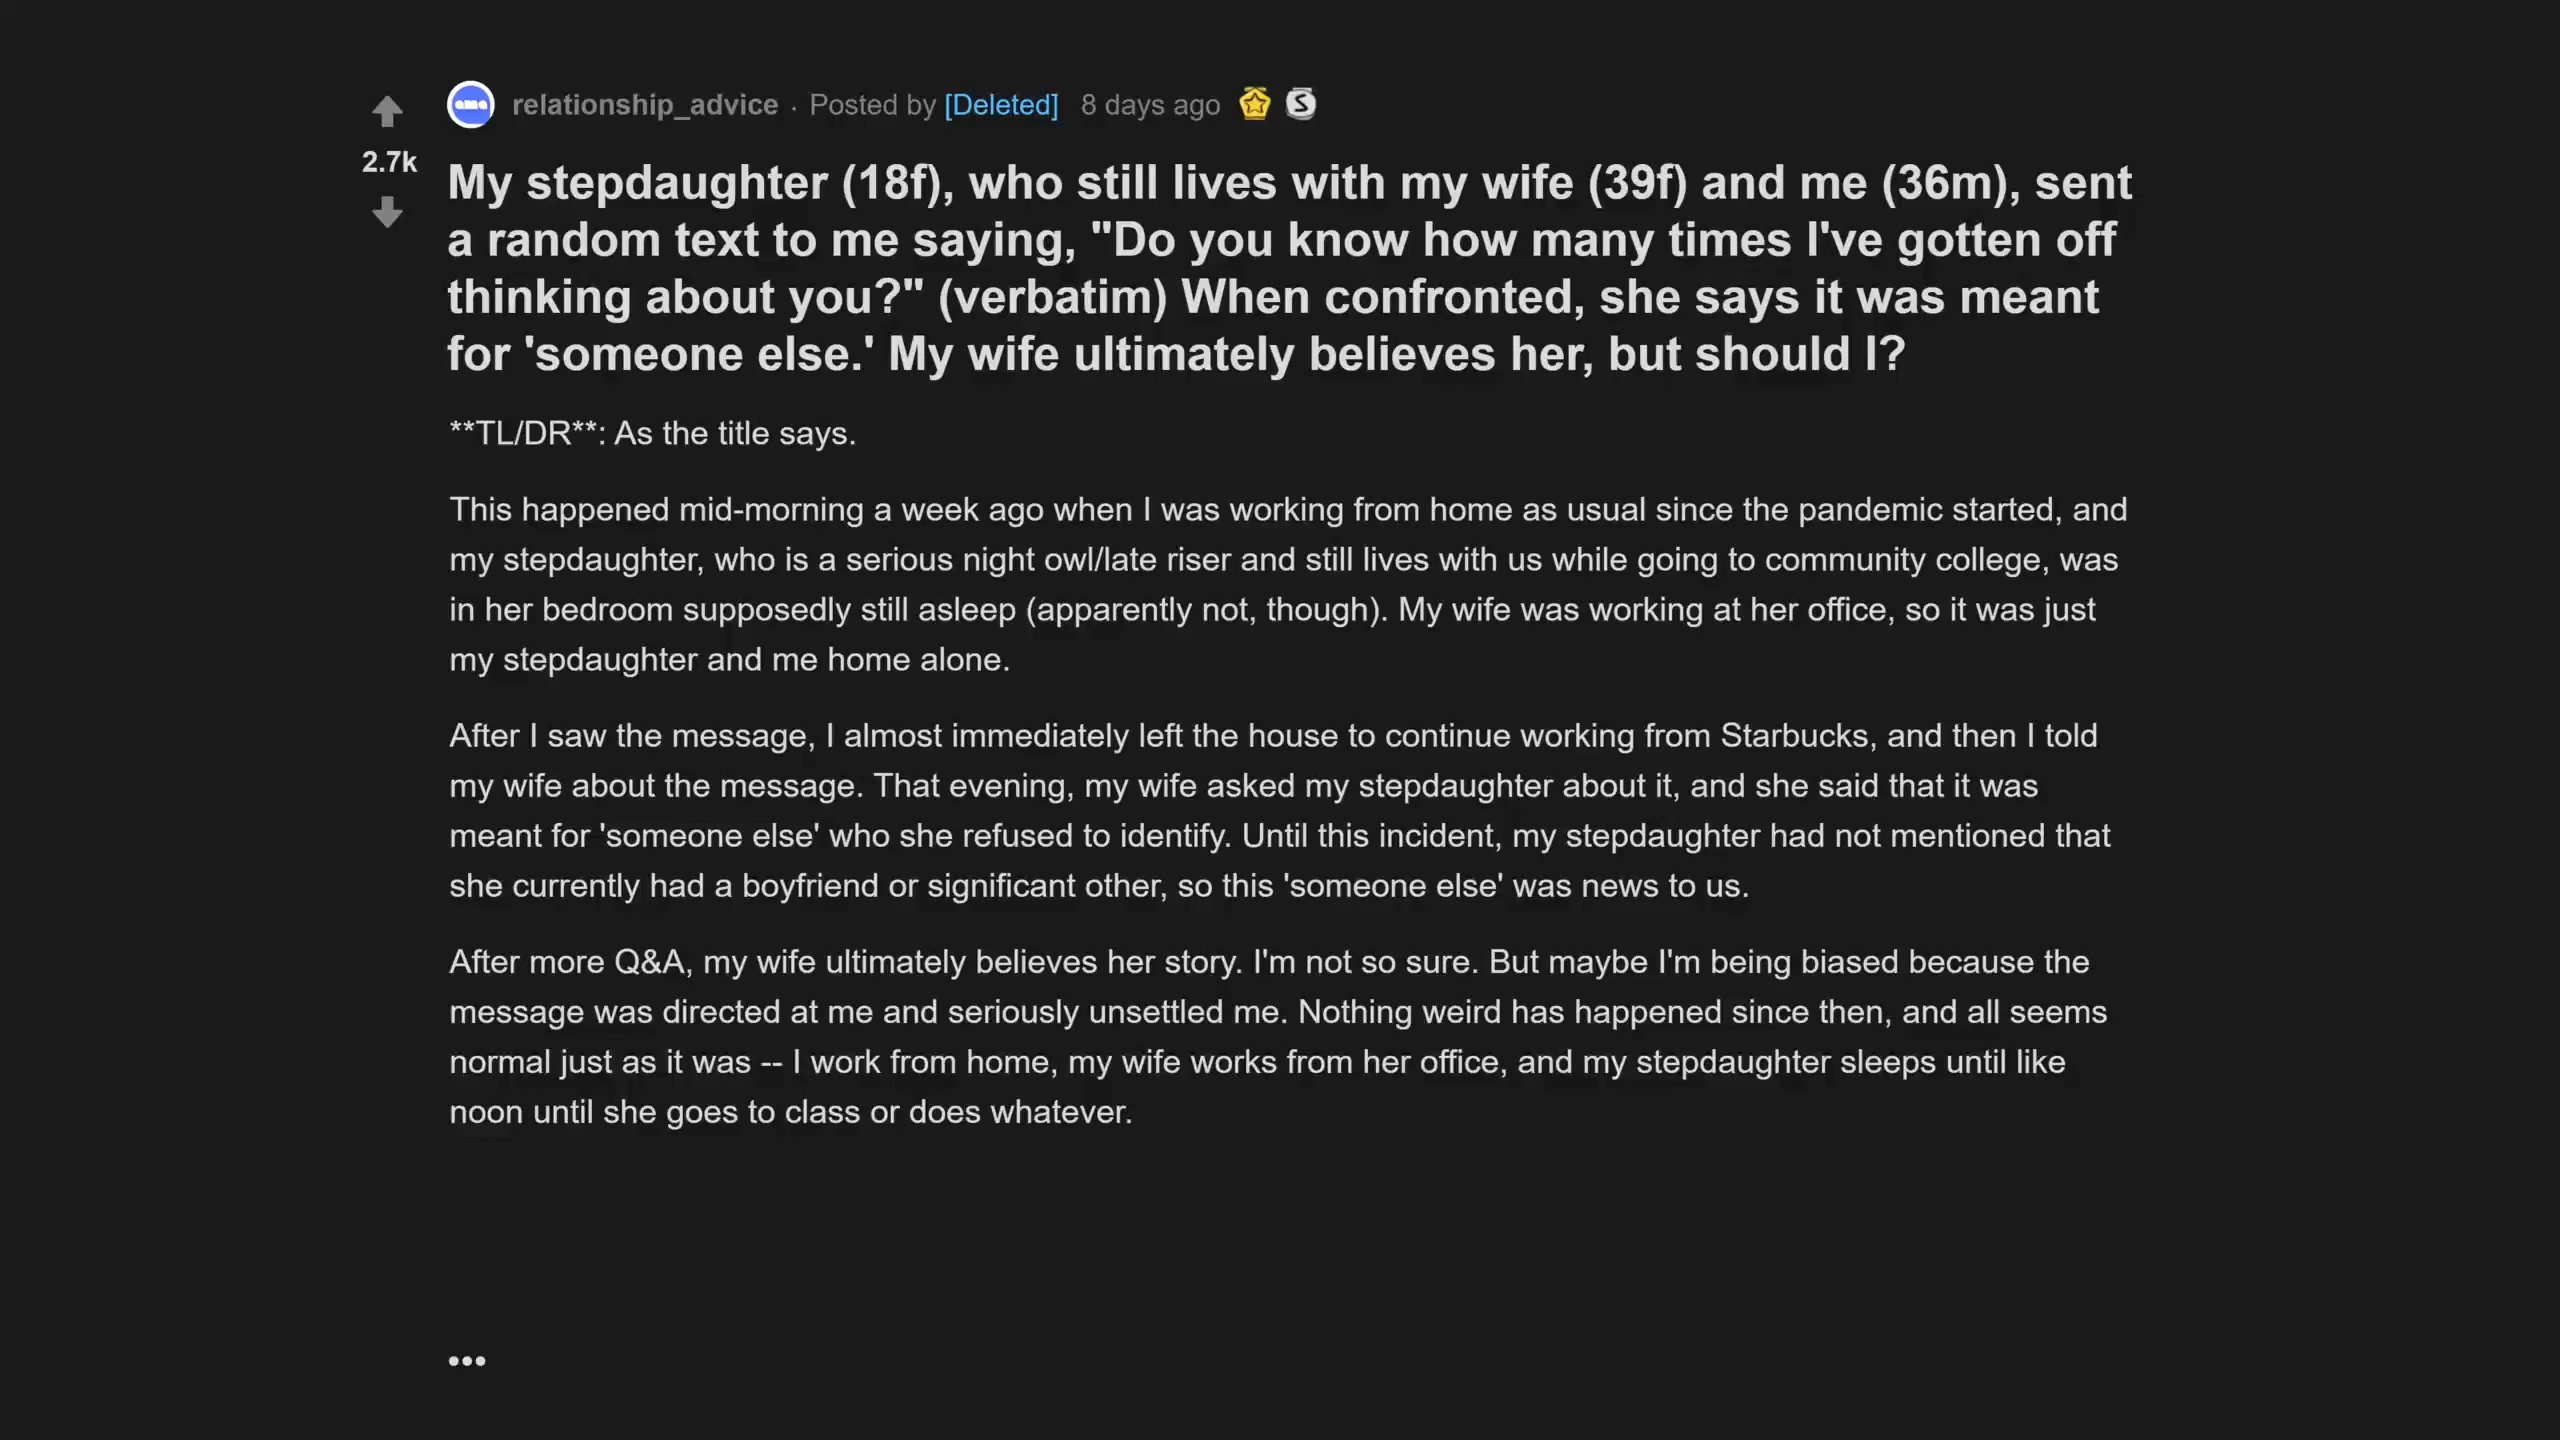 relationship_advice · Posted by [Deleted] 8 days ago
2.7k
My stepdaughter (18f), who still lives with my wife (39f) and me (36m), sent
a random text to me saying, "Do you know how many times I've gotten off
thinking about you?" (verbatim) When confronted, she says it was meant
for 'someone else.' My wife ultimately believes her, but should I?
**TL/DR**: As the title says.
This happened mid-morning a week ago when I was working from home as usual since the pandemic started, and
my stepdaughter, who is a serious night owl/late riser and still lives with us while going to community college, was
in her bedroom supposedly still asleep (apparently not, though). My wife was working at her office, so it was just
my stepdaughter and me home alone.
After I saw the message, I almost immediately left the house to continue working from Starbucks, and then I told
my wife about the message. That evening, my wife asked my stepdaughter about it, and she said that it was
meant for 'someone else' who she refused to identify. Until this incident, my stepdaughter had not mentioned that
she currently had a boyfriend or significant other, so this 'someone else' was news to us.
After more Q&A, my wife ultimately believes her story. I'm not so sure. But maybe I'm being biased because the
message was directed at me and seriously unsettled me. Nothing weird has happened since then, and all seems
normal just as it was -- I work from home, my wife works from her office, and my stepdaughter sleeps until like
noon until she goes to class or does whatever.
•••